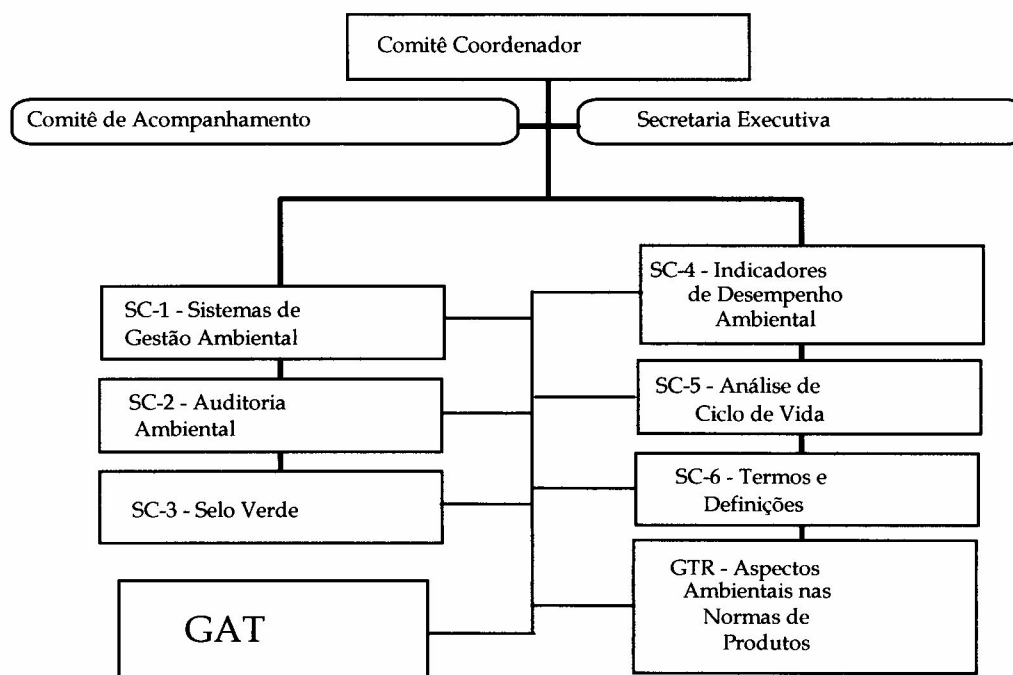 Comitê Coordenador
Comitê de Acompanhamento
Secretaria Executiva
SC-1 - Sistemas de
Gestão Ambiental
SC-2 - Auditoria
Ambiental
SC-3 - Selo Verde
GAT
SC-4 - Indicadores
de Desempenho
Ambiental
SC-5 - Análise de
Ciclo de Vida
SC-6 - Termos e
Definições
GTR - Aspectos
Ambientais nas
Normas de
Produtos